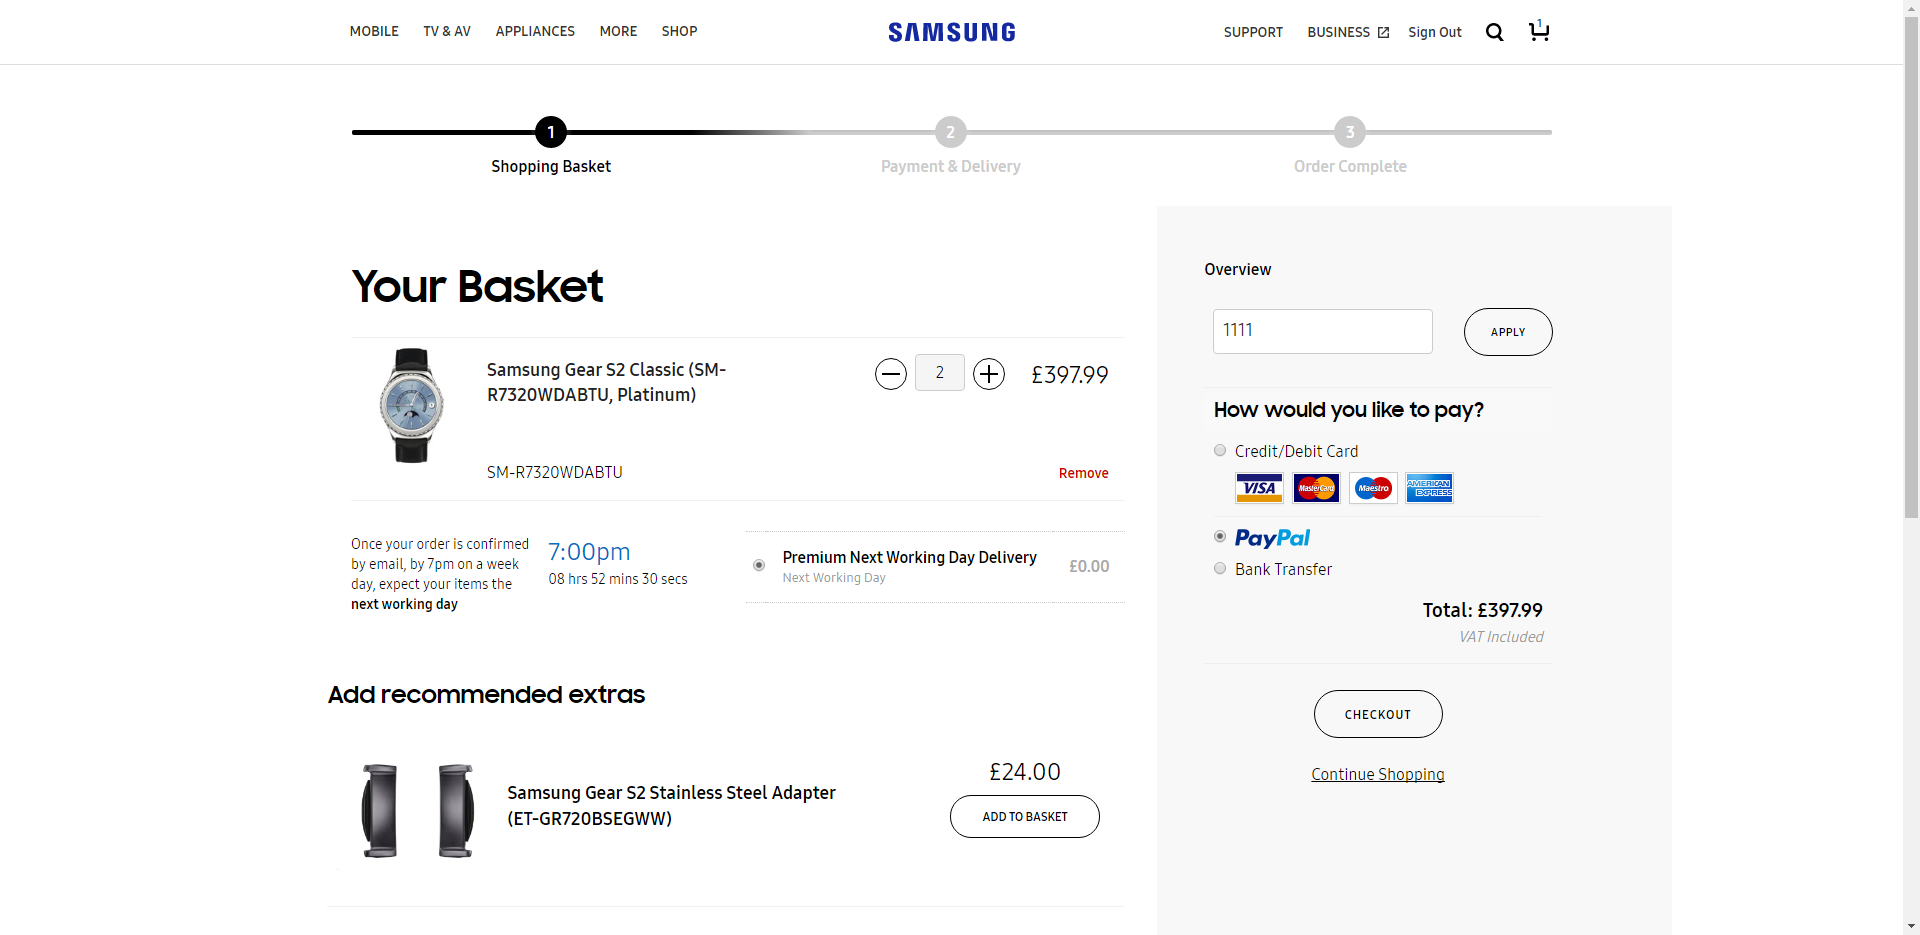 MOBILE TV & AV APPLIANCES MORE SHOP SAMSUNG SUPPORT BUSINESS Sign Out 1
1 2 3
Shopping Basket Payment & Delivery Order Complete
Your Basket
Samsung Gear S2 Classic (SM-
R7320WDABTU, Platinum)
2
£397.99
SM-R7320WDABTU
Remove
Once your order is confirmed
by email, by 7pm on a week
day, expect your items the
next working day
7:00pm
08 hrs 52 mins 30 secs
Premium Next Working Day Delivery
Next Working Day
£0.00
Add recommended extras
Samsung Gear S2 Stainless Steel Adapter
(ET-GR720BSEGWW)
£24.00
ADD TO BASKET
Overview
1111
APPLY
How would you like to pay?
Credit/Debit Card
VISA MasterCard Maestro AMERICAN EXPRESS
PayPal
Bank Transfer
Total: £397.99
VAT Included
CHECKOUT
Continue Shopping